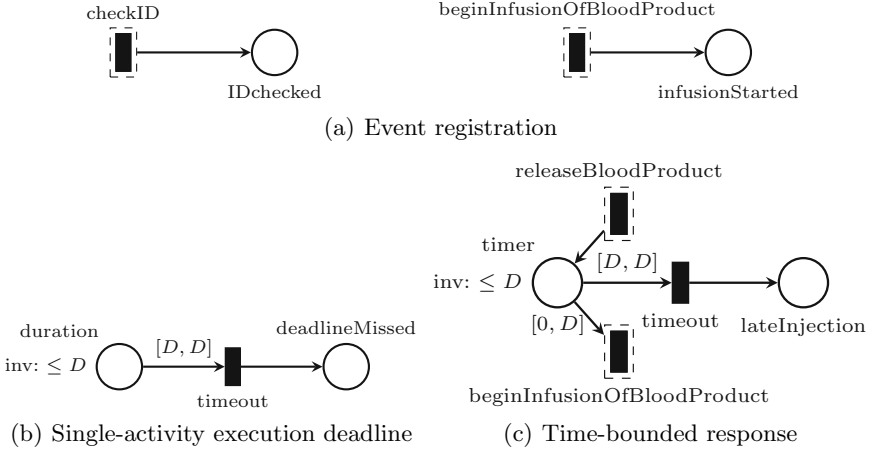 checkID
IDchecked
beginInfusionOfBloodProduct
infusionStarted
(a) Event registration
duration
inv: ≤ D
[D, D]
timeout
deadlineMissed
(b) Single-activity execution deadline
releaseBloodProduct
timer
inv: ≤ D
[D, D]
[0, D]
timeout
lateInjection
beginInfusionOfBloodProduct
(c) Time-bounded response